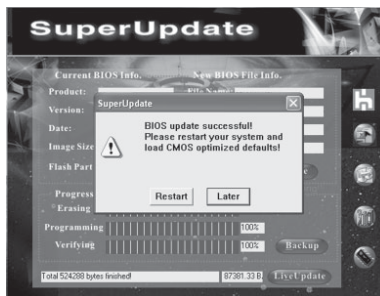 SuperUpdate
Current BIOS Info.
New BIOS File Info.
Product:
File Name:
Version:
SuperUpdate
Date:
BIOS update successful!
Please restart your system and
load CMOS optimized defaults!
Image Size
Flash Part
Restart
Later
Progress
Erasing
Programming
100%
Verifying
100%
Backup
Total 524288 bytes finished!
87381.33 B
LiveUpdate